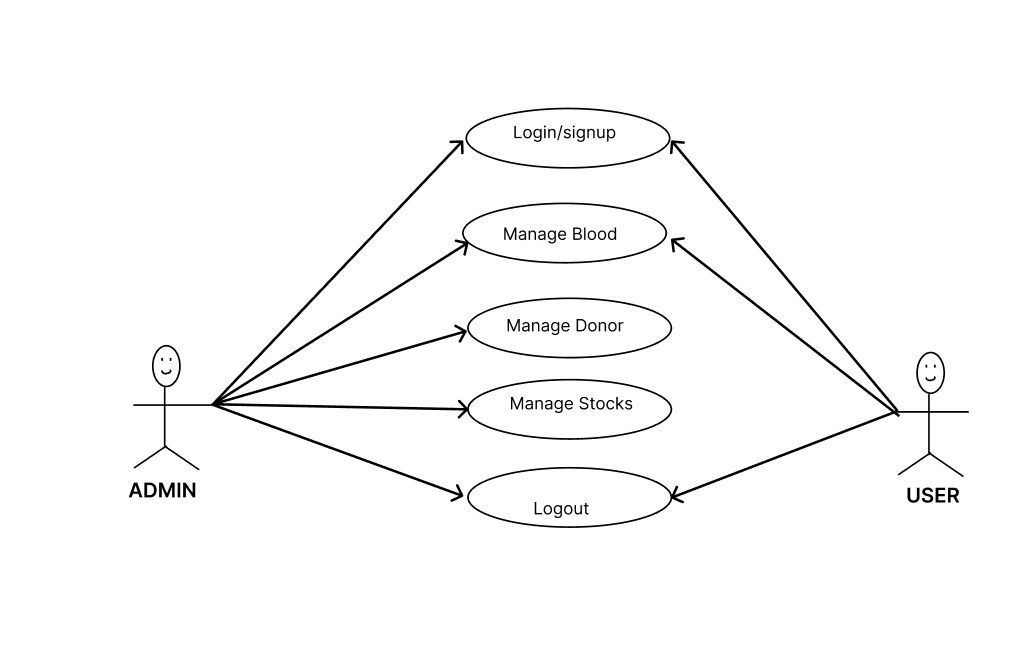 Login/signup
Manage Blood
Manage Donor
Manage Stocks
ADMIN
USER
Logout